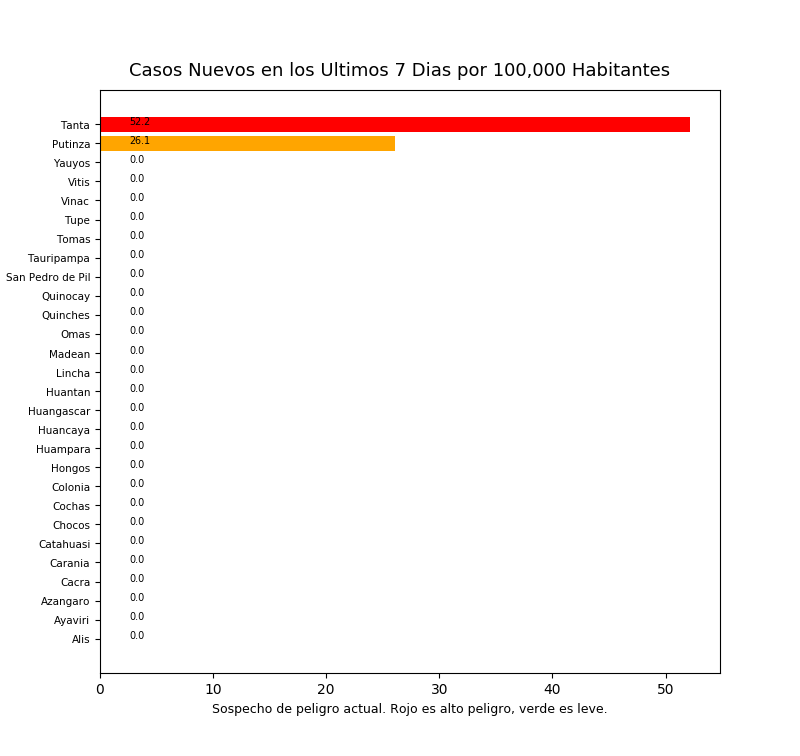 Casos Nuevos en los Ultimos 7 Dias por 100,000 Habitantes
Tanta 52.2
Putinza 26.1
Yauyos 0.0
Vitis 0.0
Vinac 0.0
Tupe 0.0
Tomas 0.0
Tauripampa 0.0
San Pedro de Pil 0.0
Quinocay 0.0
Quinches 0.0
Omas 0.0
Madean 0.0
Lincha 0.0
Huantan 0.0
Huangascar 0.0
Huancaya 0.0
Huampara 0.0
Hongos 0.0
Colonia 0.0
Cochas 0.0
Chocos 0.0
Catahuasi 0.0
Carania 0.0
Cacra 0.0
Azangaro 0.0
Ayaviri 0.0
Alis 0.0
0 10 20 30 40 50
Sospecho de peligro actual. Rojo es alto peligro, verde es leve.